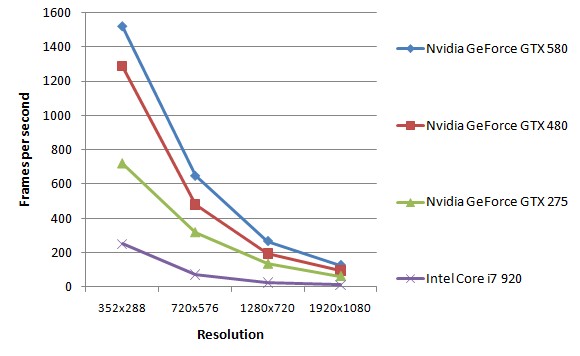 1600
1400
1200
1000
800
600
400
200
0
Frames per second
352x288 720x576 1280x720 1920x1080
Resolution
Nvidia GeForce GTX 580
Nvidia GeForce GTX 480
Nvidia GeForce GTX 275
Intel Core i7 920